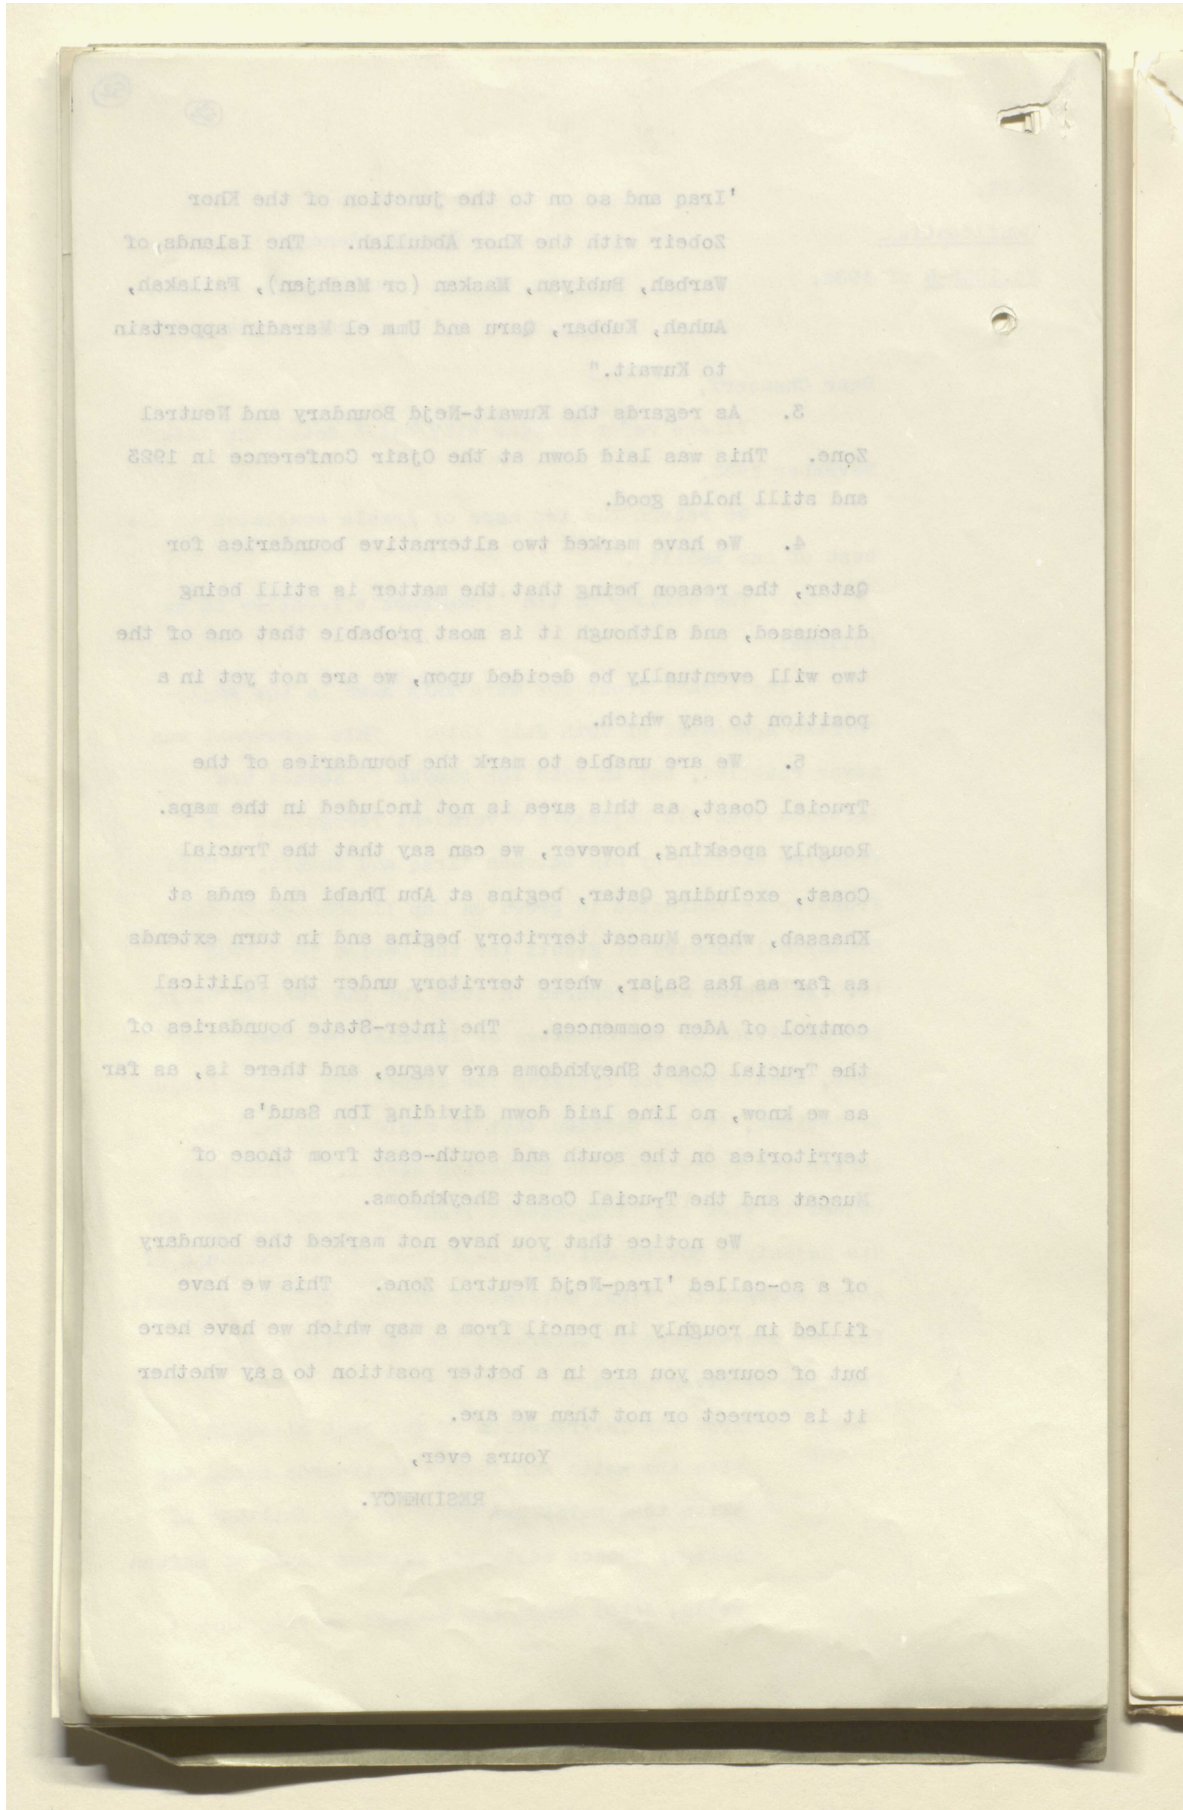 'Iraq and so on to the junction of the Khor
Zobeir with the Khor Abdullah. The Islands, of
Warbah, Bubiyan, Maskan (or Mashjan), Failakah,
Auhah, Kubbar, Qaru and Umm el Maradin appertain
to Kuwait."
3. As regards the Kuwait-Nejd Boundary and Neutral
Zone. This was laid down at the Ojair Conference in
and still holds good.
4. We have marked two alternative boundaries for
Qatar, the reason being that the matter is still being
discussed, and although it is most probable that one of the
two will eventually be decided upon, we are not yet in a
position to say which.
5. We are unable to mark the boundaries of the
Trucial Coast, as this area is not included in the maps.
Roughly speaking, however, we can say that the Trucial
Coast, excluding Qatar, begins at Abu Dhabi and ends at
Khassab, where Muscat territory begins and in turn extends
as far as Ras Sajar, where territory under the Political
control of Aden commences. The inter-State boundaries of
the Trucial Coast Sheykhdoms are vague, and there is, as far
as we know, no line laid down dividing Ibn Saud's
territories on the south and south-east from those of
Muscat and the Trucial Coast Sheykhdoms.
We notice that you have not marked the boundary
of a so-called 'Iraq-Nejd Neutral Zone. This we have
filled in roughly in pencil from a map which we have here
but of course you are in a better position to say whether
it is correct or not than we are.
Yours ever,
RESIDENCY.